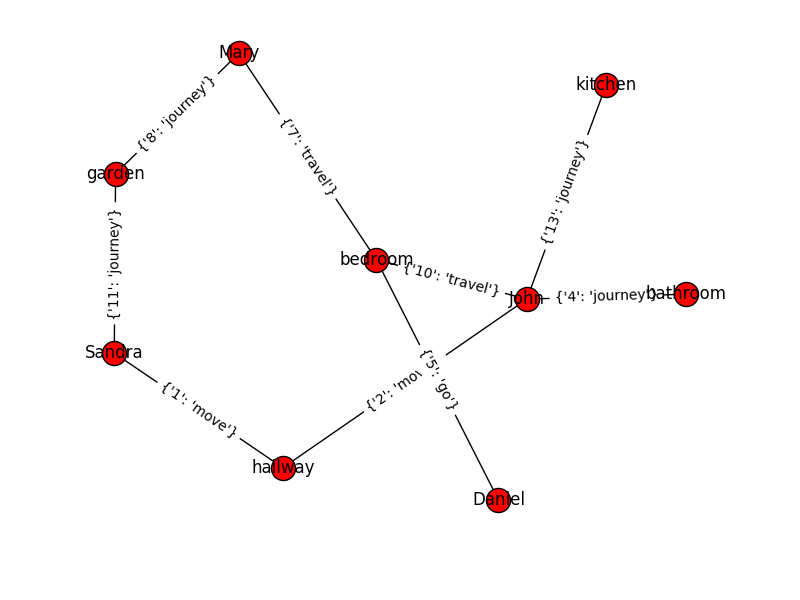 Mary
kitchen
{'8': 'journey'}
{'7': 'travel'}
garden
{'13': 'journey'}
{'11': 'journey'}
bedroom
{'10': 'travel'}
John
{'4': 'journey'}
bathroom
Sandra
{'1': 'move'}
{'2': 'mo
{'5': 'go'}
hallway
Daniel